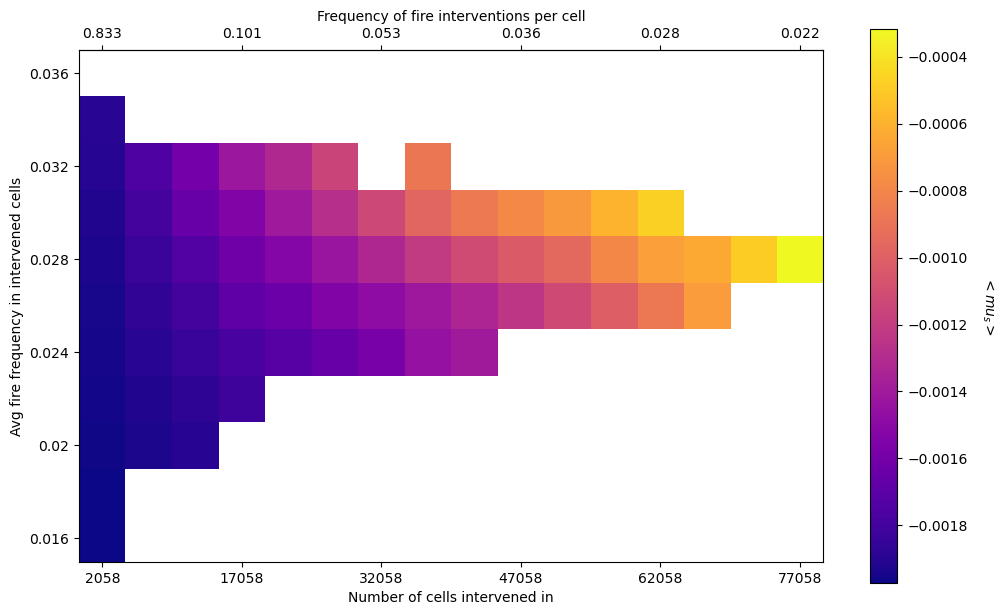 Frequency of fire interventions per cell
0.833 0.101 0.053 0.036 0.028 0.022
Avg fire frequency in intervened cells
0.036
0.032
0.028
0.024
0.02
0.016
2058 17058 32058 47058 62058 77058
Number of cells intervened in
−0.0004
−0.0006
−0.0008
−0.0010
−0.0012
−0.0014
−0.0016
−0.0018
< mu_s >